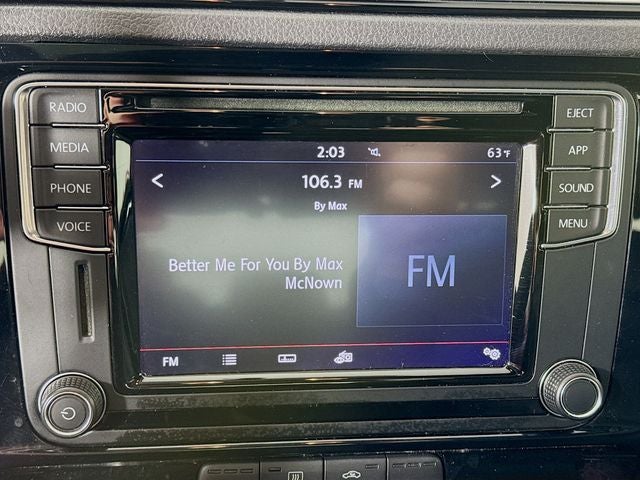 RADIO
EJECT
MEDIA
2:03
63°F
APP
PHONE
106.3 FM
SOUND
By Max
VOICE
MENU
Better Me For You By Max
McNown
FM
FM